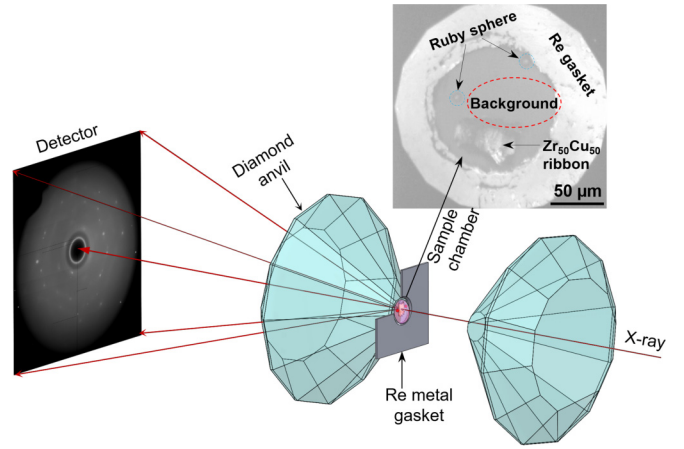 Ruby sphere
Re gasket
Background
Zr50Cu50
ribbon
50 µm
Detector
Diamond
anvil
Sample
chamber
X-ray
Re metal
gasket